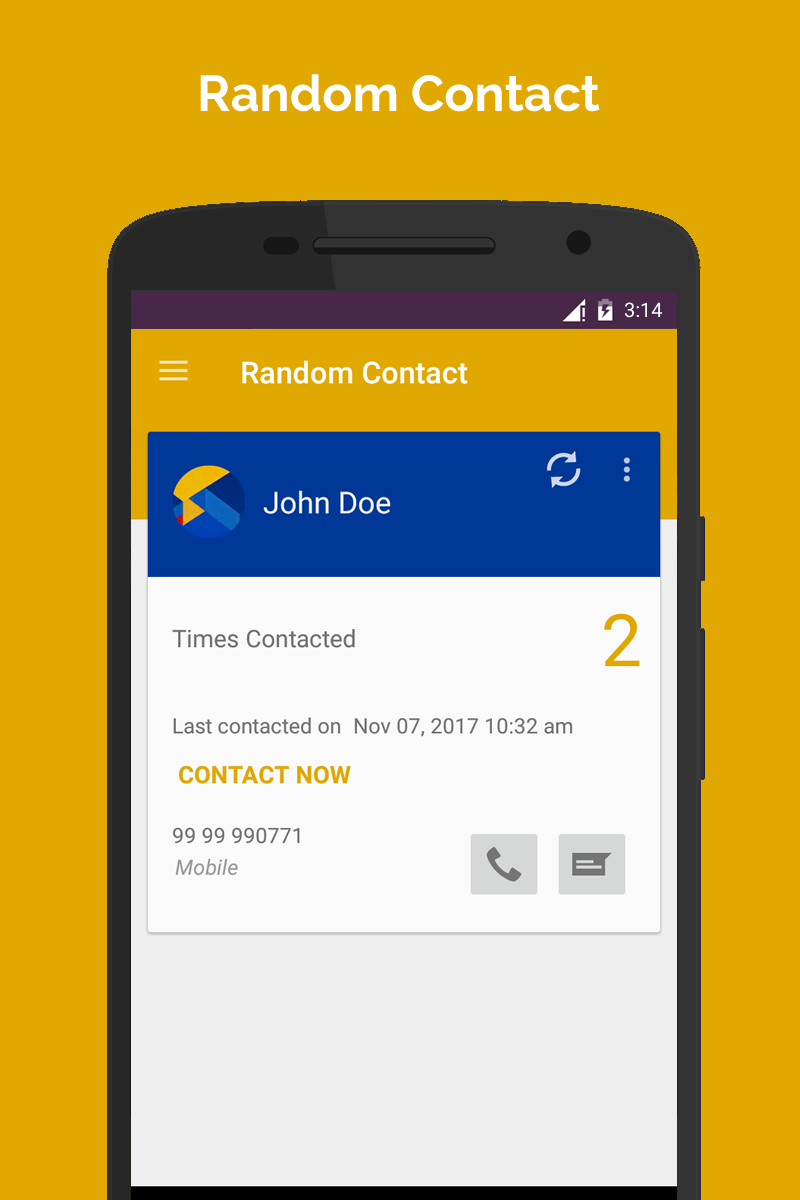 Random Contact
3:14
Random Contact
John Doe
Times Contacted 2
Last contacted on Nov 07, 2017 10:32 am
CONTACT NOW
99 99 990771
Mobile